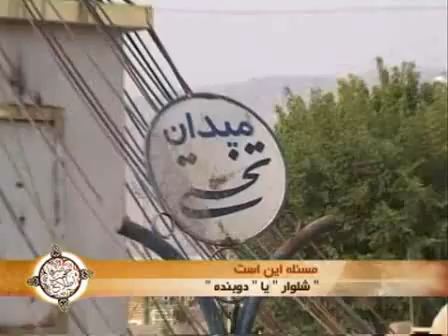 میدان
تختی
مسئله این است
" شلوار " یا " دوبنده "